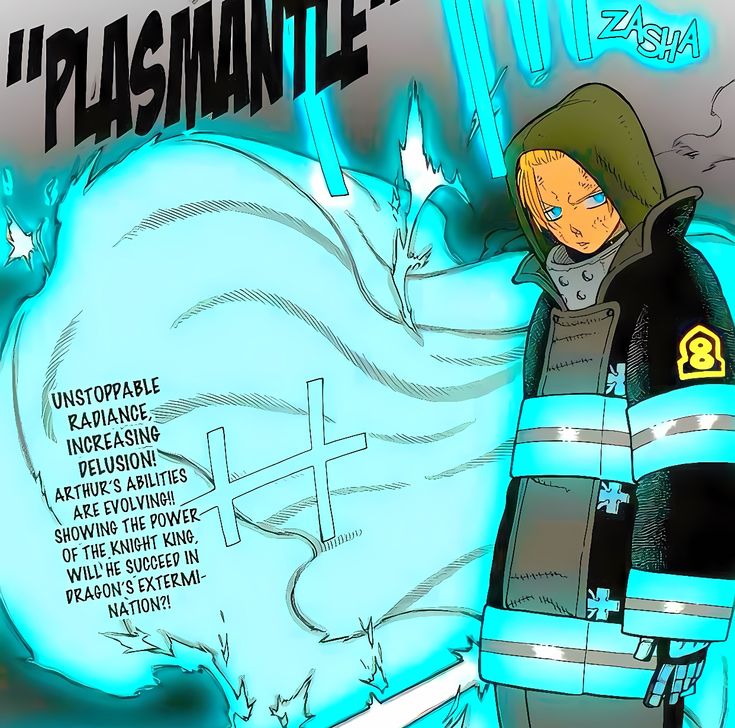 "PLASMANTLE"
ZASHA
8
UNSTOPPABLE
RADIANCE,
INCREASING
DELUSION!
ARTHUR'S ABILITIES
ARE EVOLVING!!
SHOWING THE POWER
OF THE KNIGHT KING,
WILL HE SUCCEED IN
DRAGON'S EXTERMI-
NATION?!